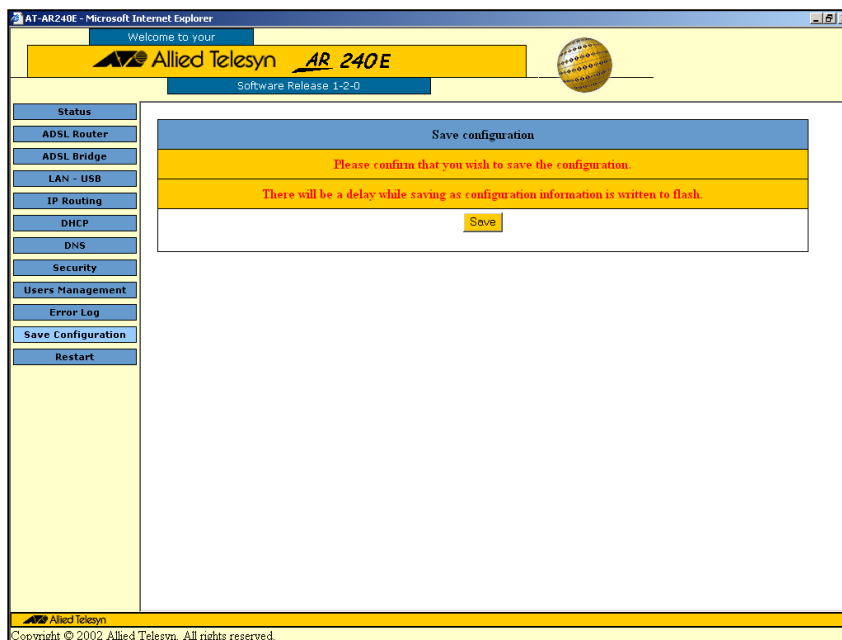 AT-AR240E - Microsoft Internet Explorer
Welcome to your
Allied Telesyn AR 240E
Software Release 1-2-0
Status
ADSL Router
ADSL Bridge
LAN - USB
IP Routing
DHCP
DNS
Security
Users Management
Error Log
Save Configuration
Restart
Save configuration
Please confirm that you wish to save the configuration.
There will be a delay while saving as configuration information is written to flash.
Save
Allied Telesyn
Copyright © 2002 Allied Telesyn. All rights reserved.